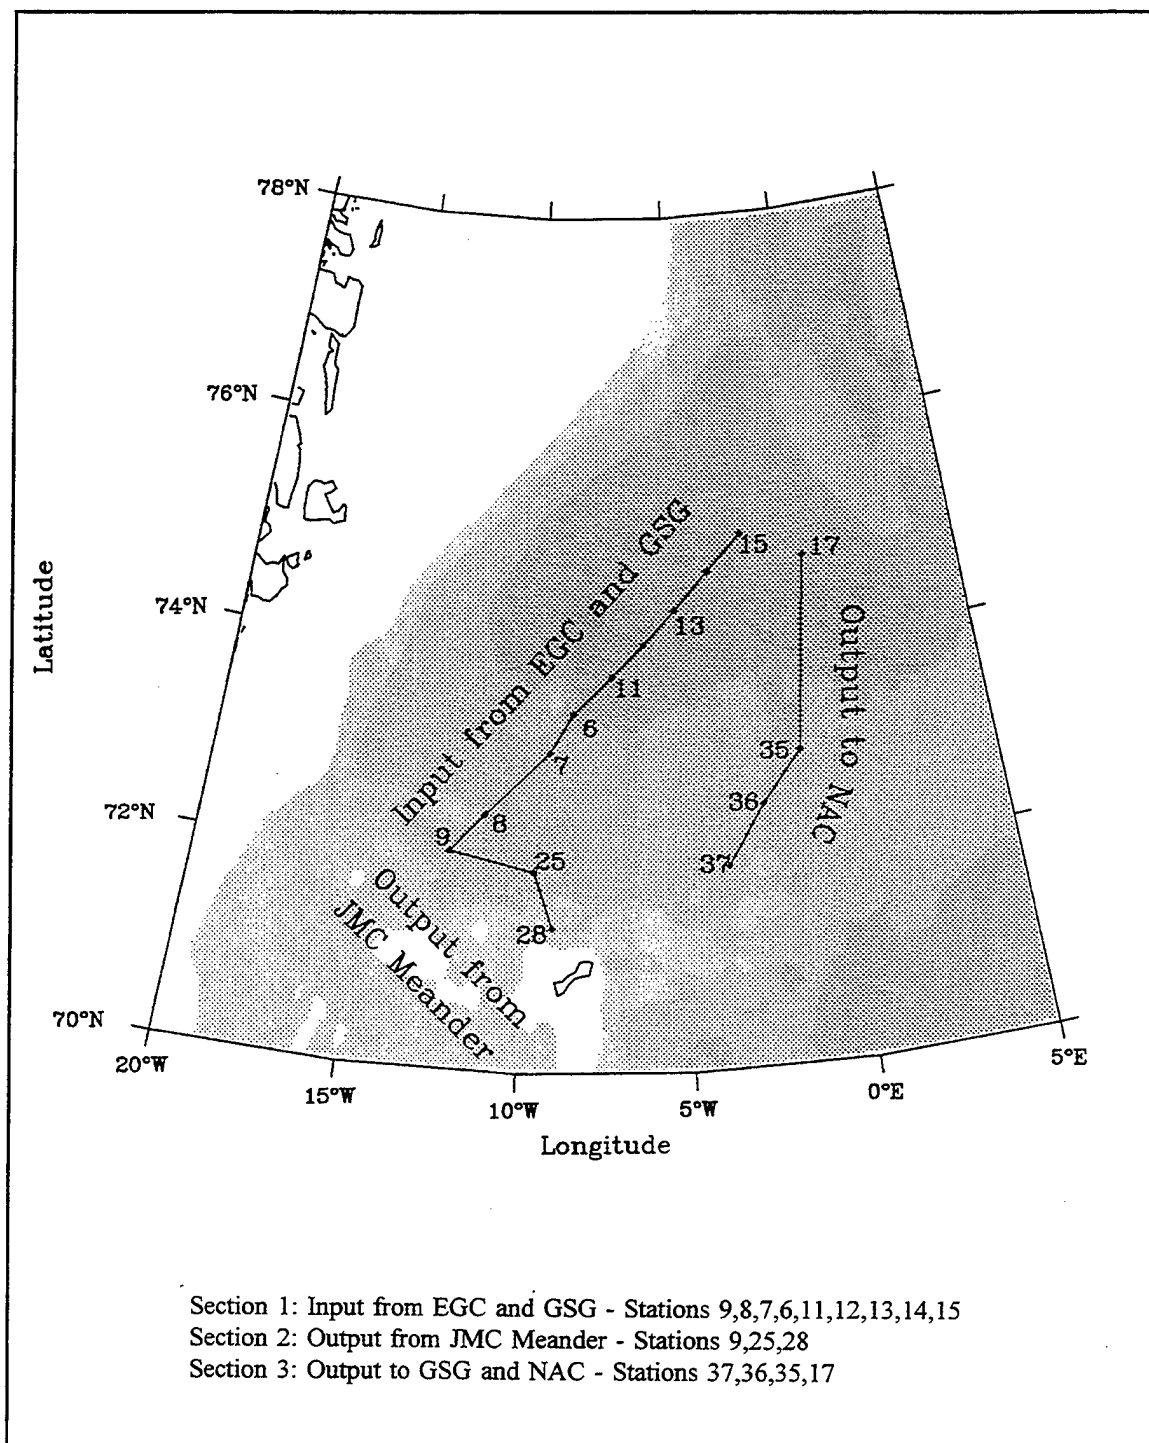 78°N
76°N
74°N
72°N
70°N
Latitude
20°W
15°W
10°W
5°W
0°E
5°E
Longitude
Input from EGC and GSG
Output from
JMC Meander
Output to NAC
15
17
13
11
6
7
8
9
25
28
35
36
37
Section 1: Input from EGC and GSG - Stations 9,8,7,6,11,12,13,14,15
Section 2: Output from JMC Meander - Stations 9,25,28
Section 3: Output to GSG and NAC - Stations 37,36,35,17